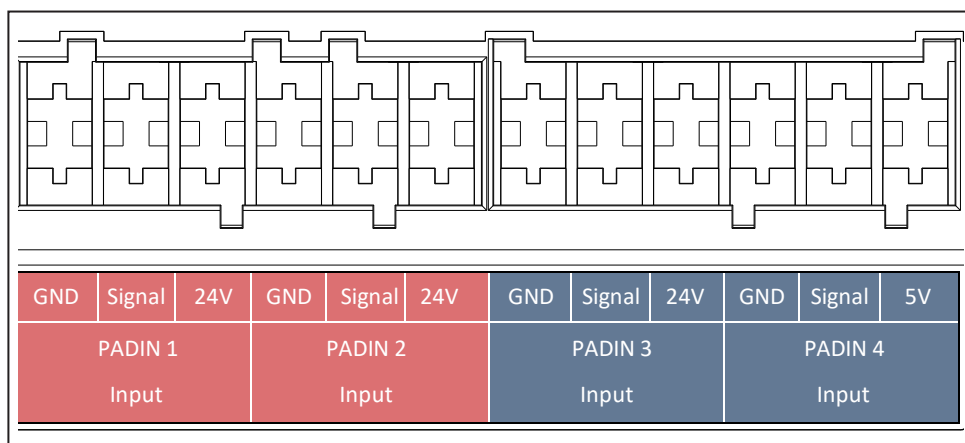 GND Signal 24V GND Signal 24V GND Signal 24V GND Signal 5V
PADIN 1 PADIN 2 PADIN 3 PADIN 4
Input Input Input Input